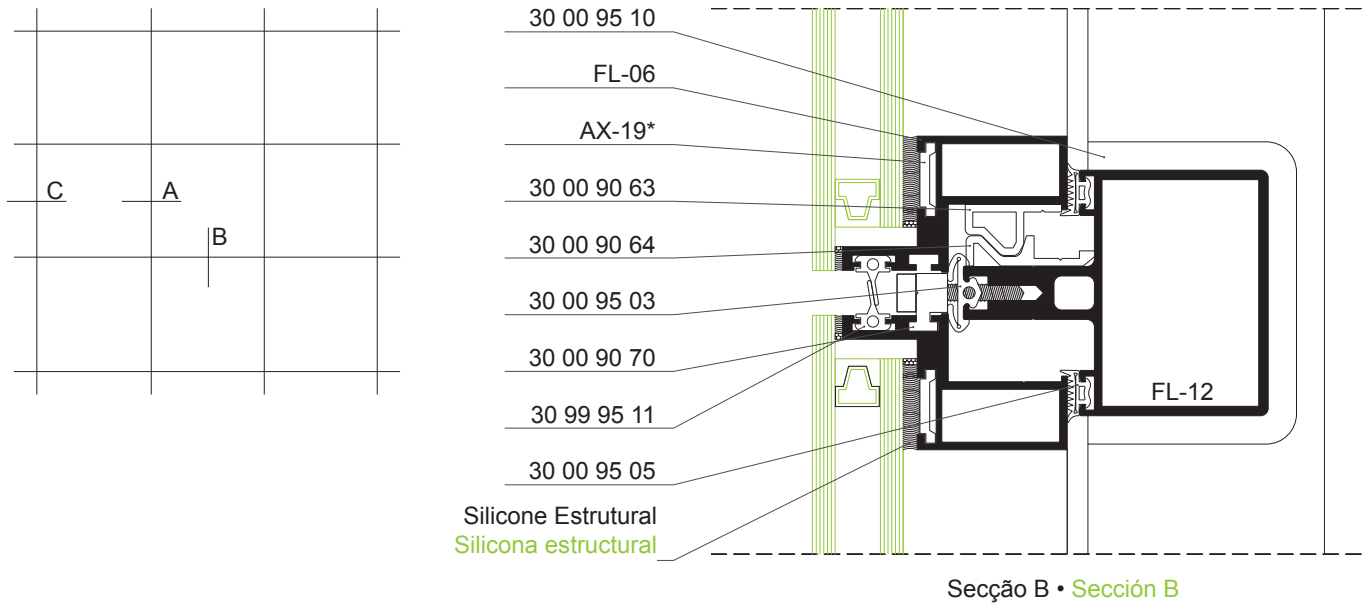 C
A
B
30 00 95 10
FL-06
AX-19*
30 00 90 63
30 00 90 64
30 00 95 03
30 00 90 70
30 99 95 11
30 00 95 05
Silicone Estrutural
Silicona estructural
FL-12
Secção B • Sección B